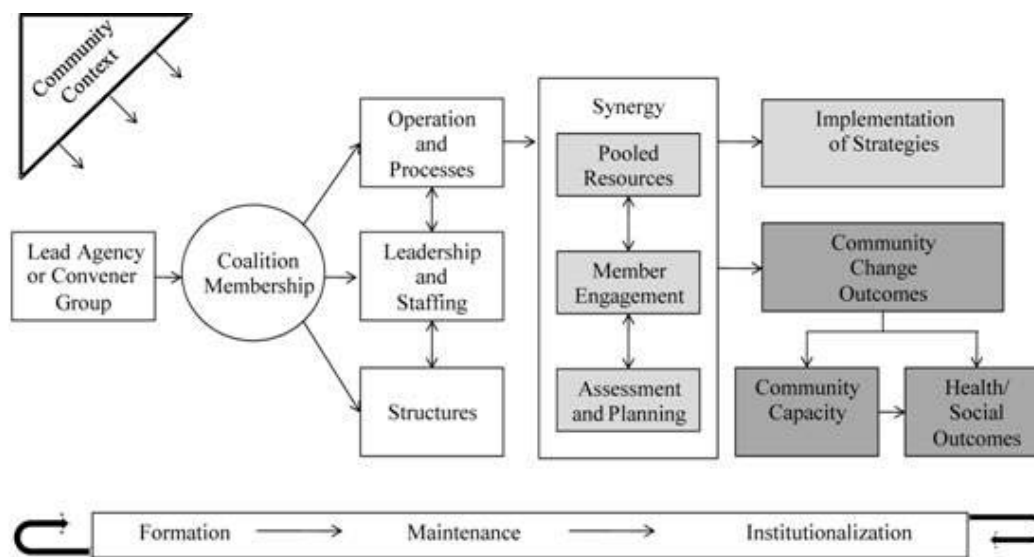 Community
Context
Lead Agency
or Convener
Group
Coalition
Membership
Operation
and
Processes
Leadership
and
Staffing
Structures
Synergy
Pooled
Resources
Member
Engagement
Assessment
and Planning
Implementation
of Strategies
Community
Change
Outcomes
Community
Capacity
Health/
Social
Outcomes
Formation
Maintenance
Institutionalization